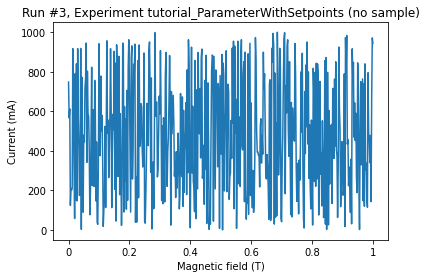 Run #3, Experiment tutorial_ParameterWithSetpoints (no sample)
1000
800
600
400
200
0
Current (mA)
0 0.2 0.4 0.6 0.8 1
Magnetic field (T)